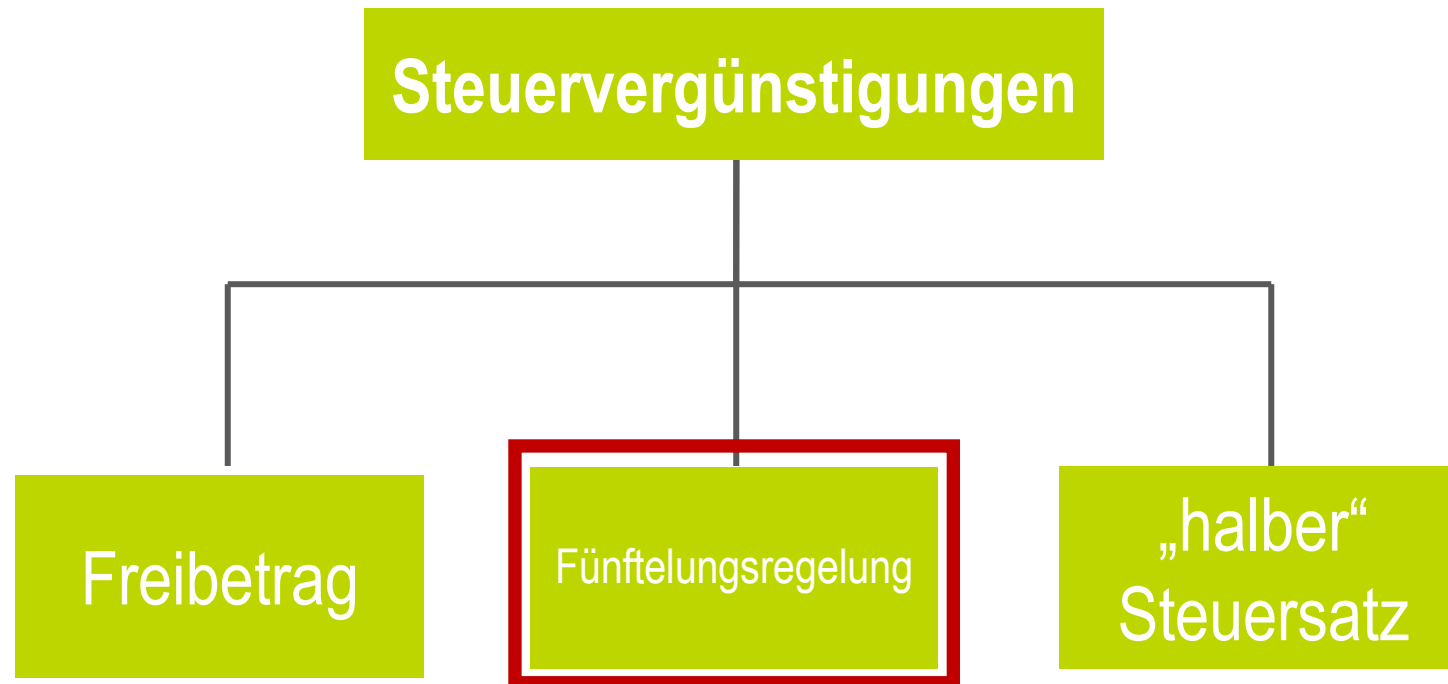 Steuervergünstigungen
Freibetrag
Fünftelungsregelung
„halber“
Steuersatz